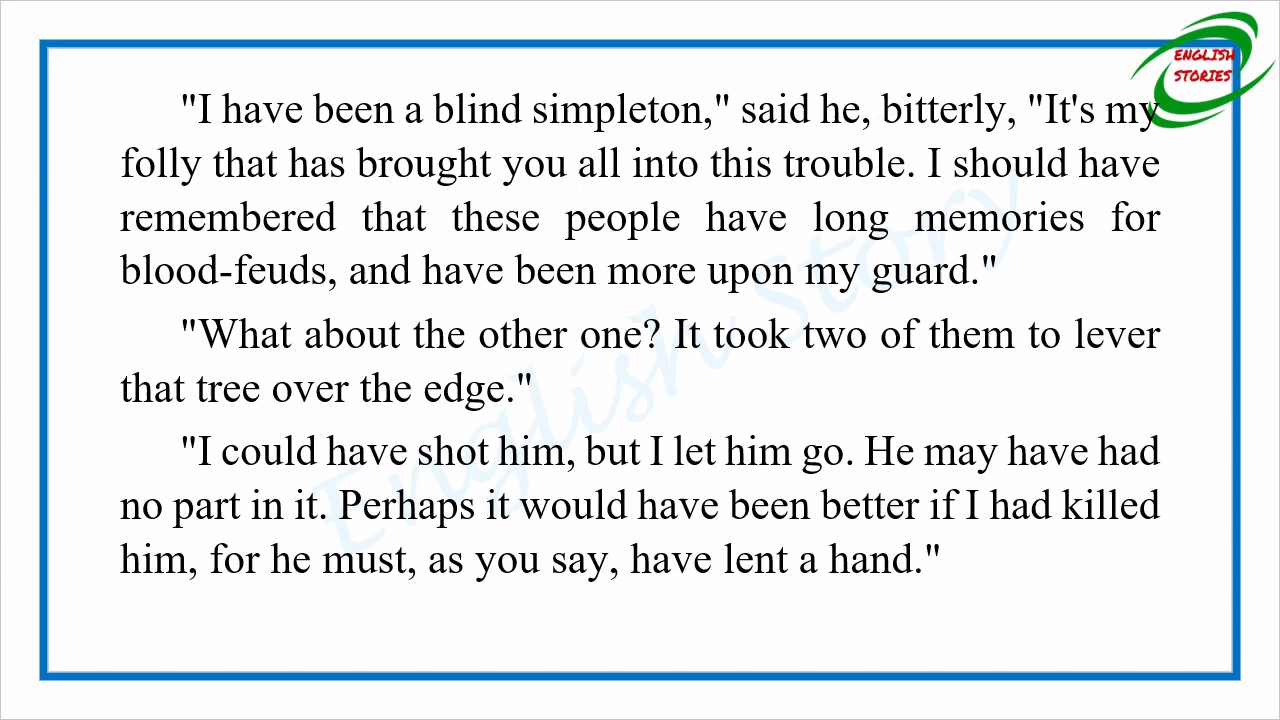 ENGLISH
STORIES
"I have been a blind simpleton," said he, bitterly, "It's my
folly that has brought you all into this trouble. I should have
remembered that these people have long memories for
blood-feuds, and have been more upon my guard."
"What about the other one? It took two of them to lever
that tree over the edge."
"I could have shot him, but I let him go. He may have had
no part in it. Perhaps it would have been better if I had killed
him, for he must, as you say, have lent a hand."
English Story